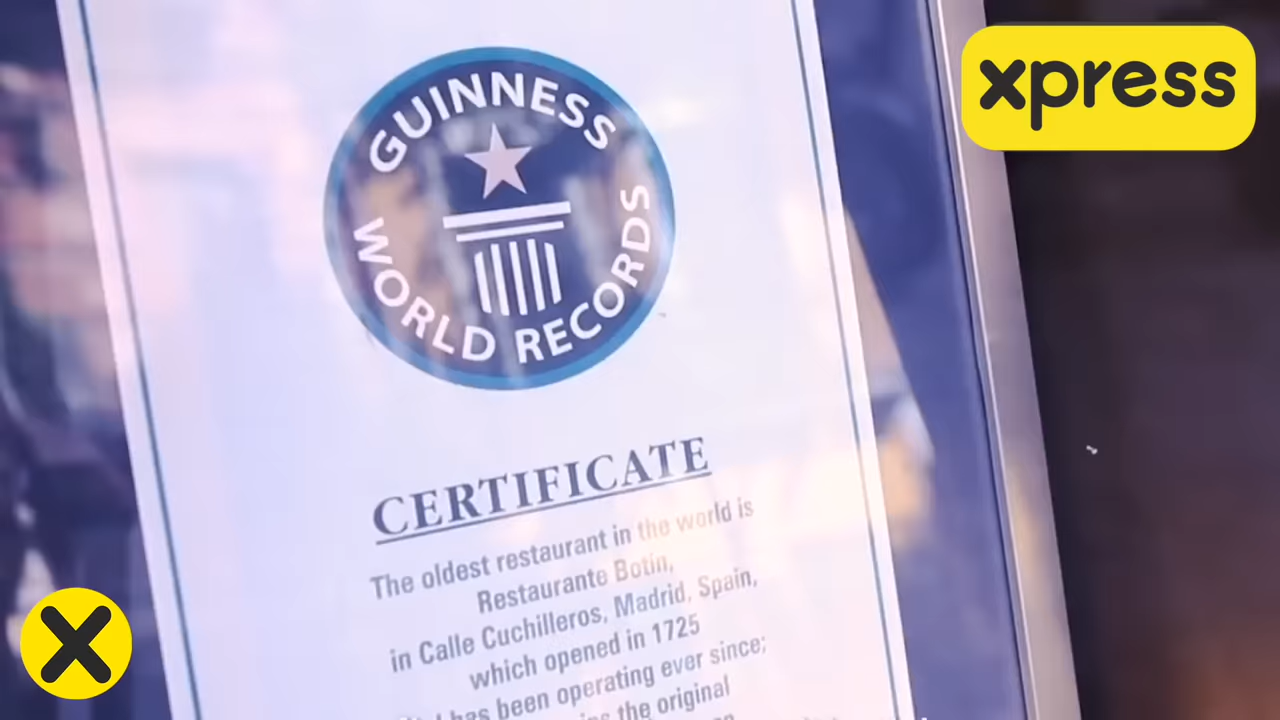 xpress
GUINNESS
WORLD RECORDS
CERTIFICATE
The oldest restaurant in the world is
Restaurante Botín,
in Calle Cuchilleros, Madrid, Spain,
which opened in 1725
has been operating ever since;
the original
X